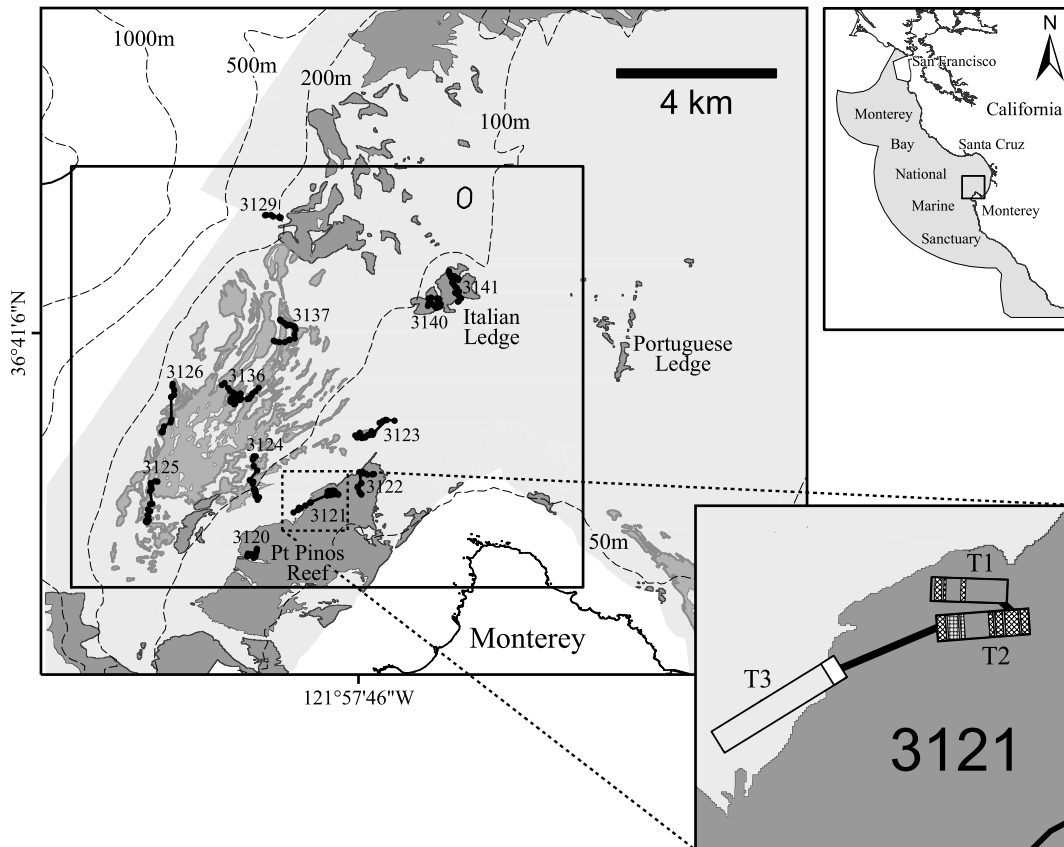 1000m
500m
200m
100m
4 km
N
San Francisco
California
Monterey
Bay
Santa Cruz
National
Marine
Monterey
Sanctuary
3129
3141
3140
Italian
Ledge
3137
Portuguese
Ledge
36°41'6"N
3126
3136
3123
3124
3125
3122
3121
3120
Pt Pinos
Reef
50m
Monterey
121°57'46"W
T1
T2
T3
3121